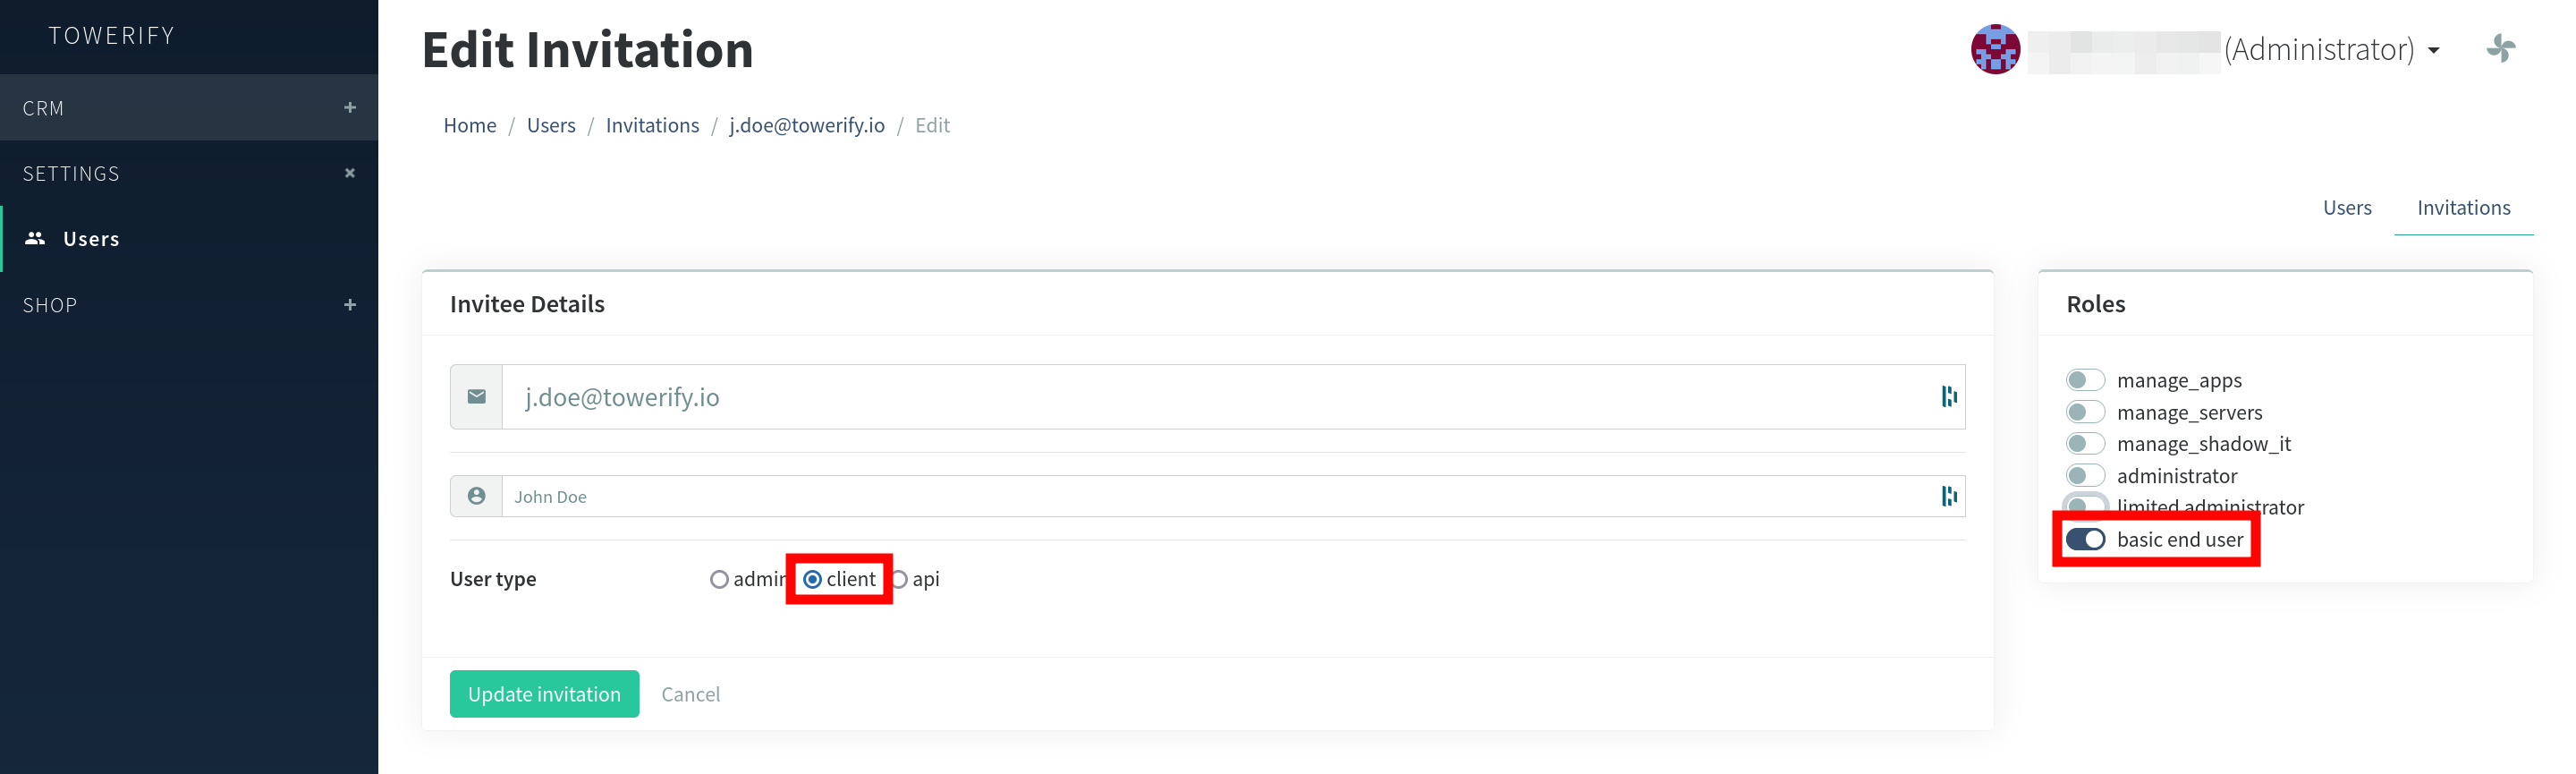 TOWERIFY
CRM
SETTINGS
Users
SHOP
Edit Invitation
(Administrator)
Home / Users / Invitations / j.doe@towerify.io / Edit
Users Invitations
Invitee Details
j.doe@towerify.io
John Doe
User type admin client api
Update invitation Cancel
Roles
manage_apps
manage_servers
manage_shadow_it
administrator
limited administrator
basic end user